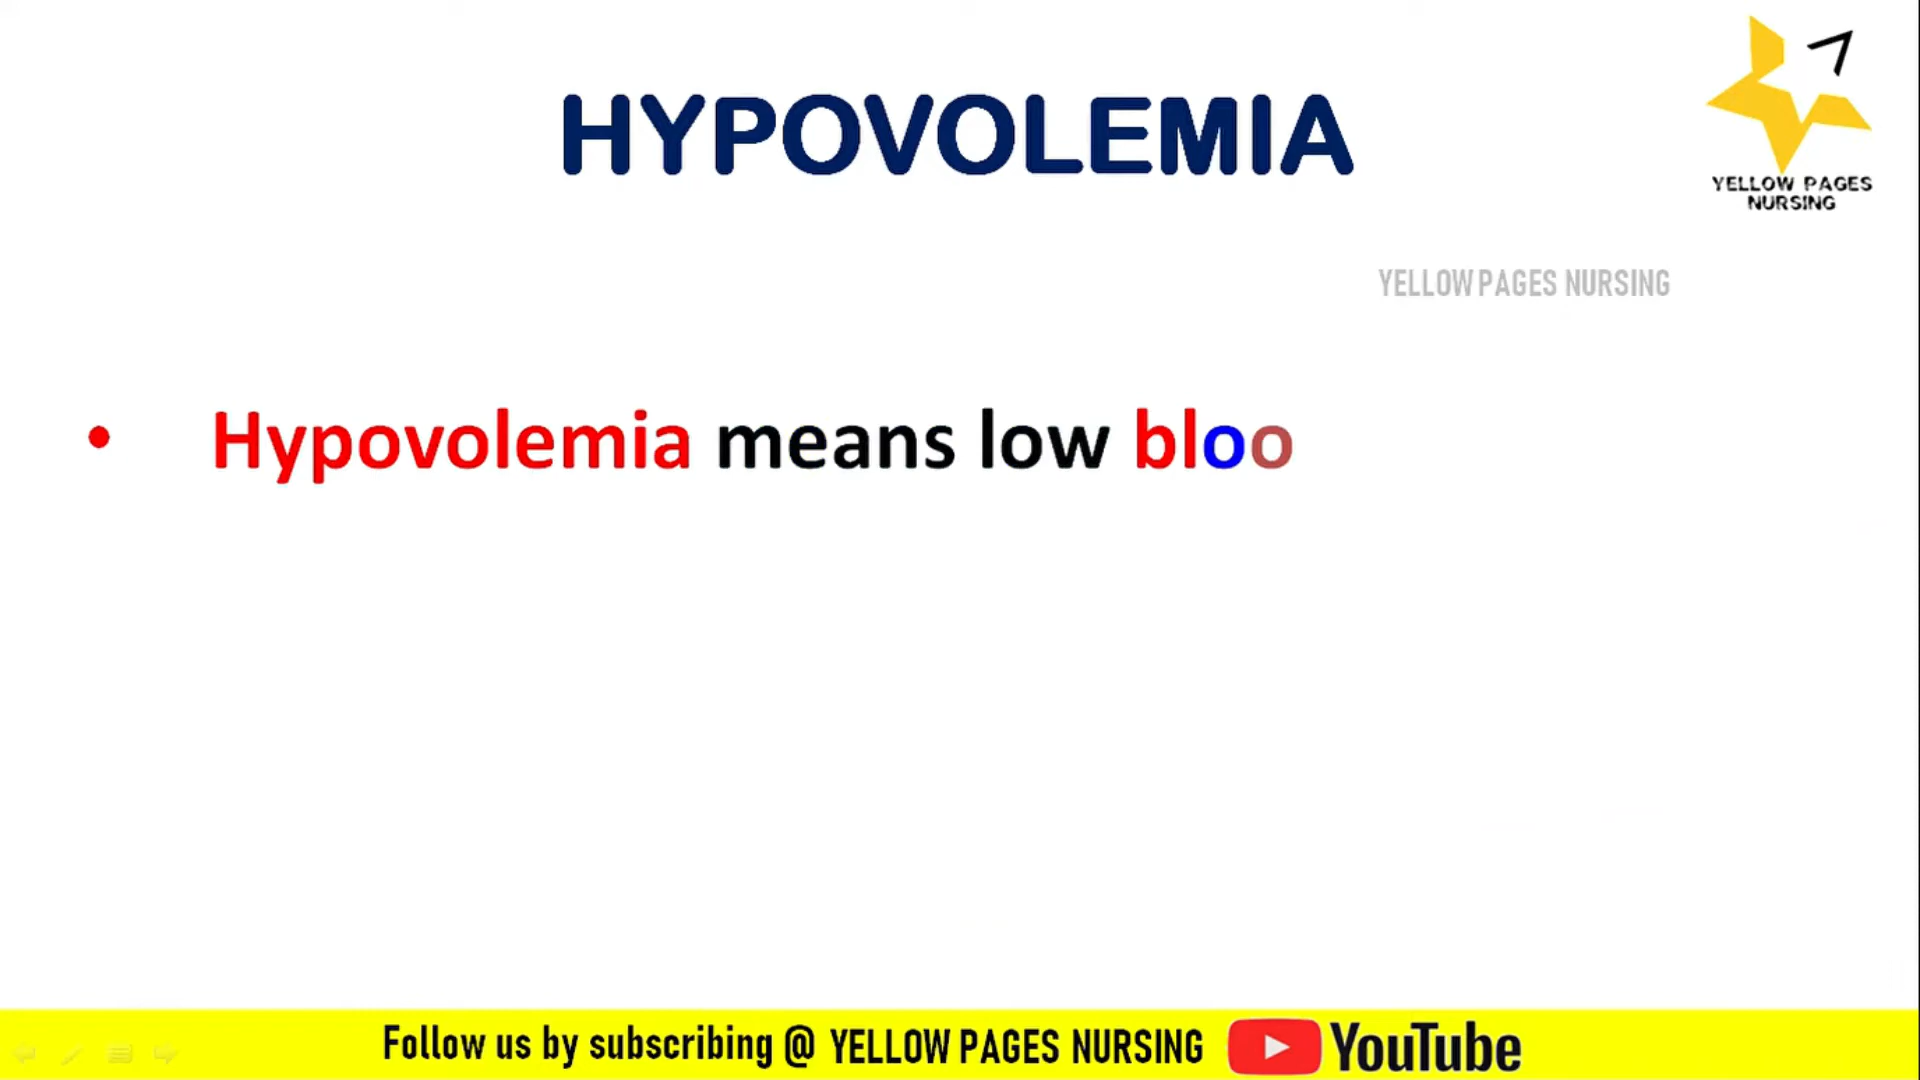 HYPOVOLEMIA
YELLOW PAGES
NURSING
YELLOW PAGES NURSING
• Hypovolemia means low bloo
Follow us by subscribing @ YELLOW PAGES NURSING YouTube